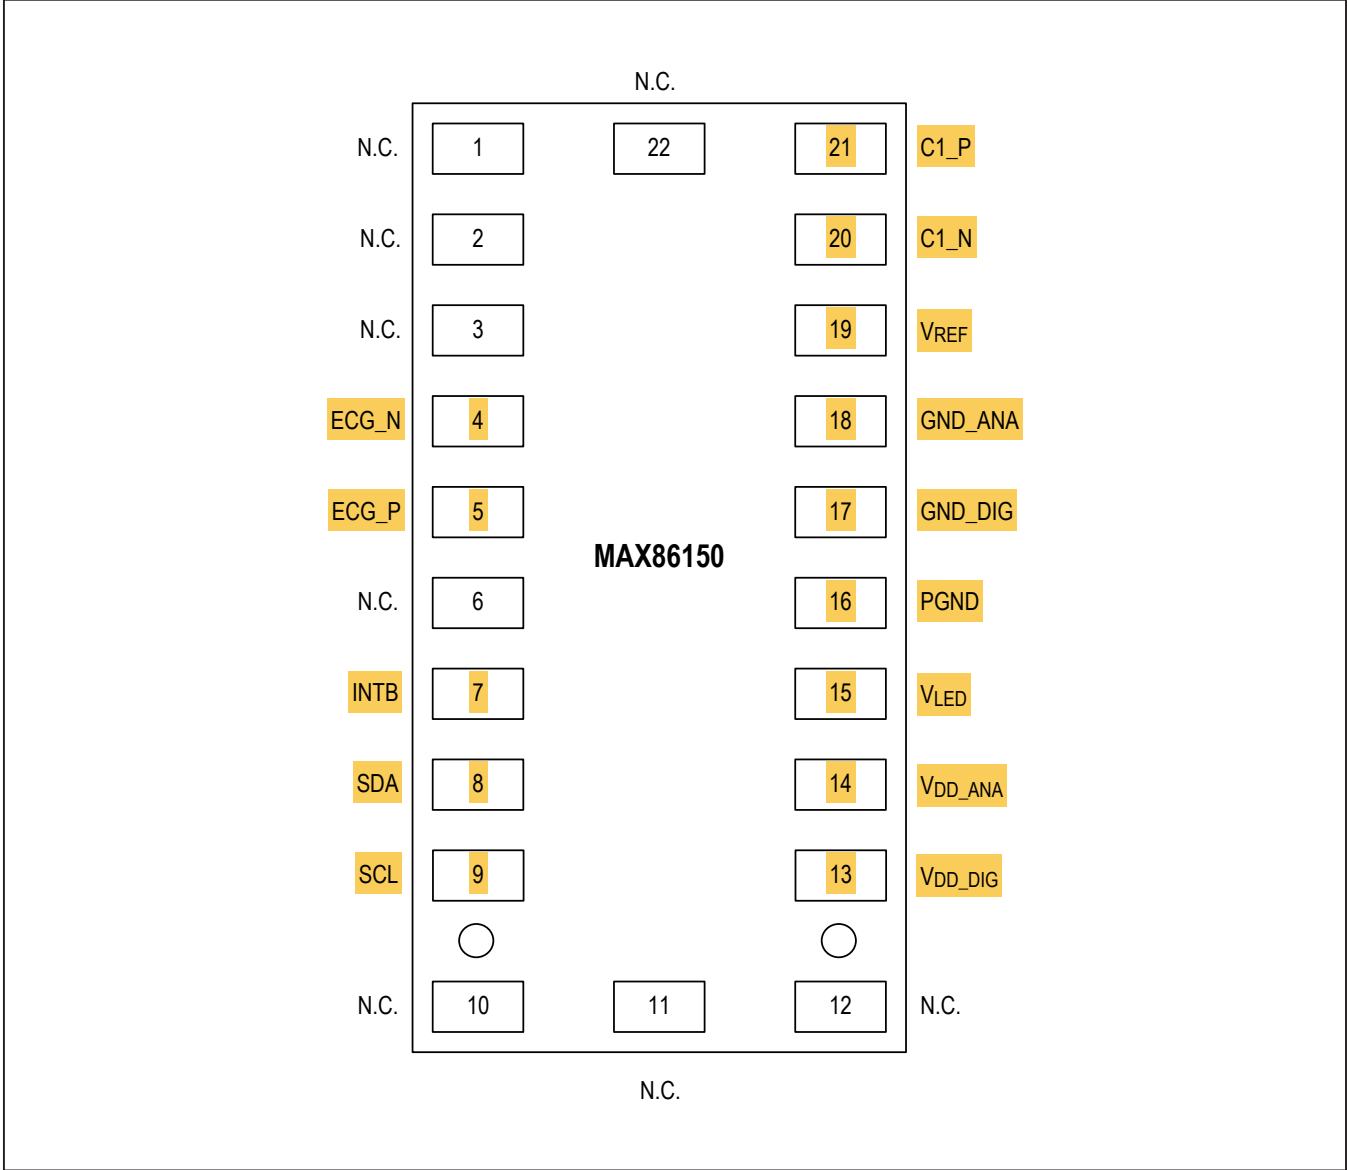 N.C.
N.C. 1 22 21 C1_P
N.C. 2 20 C1_N
N.C. 3 19 VREF
ECG_N 4 18 GND_ANA
ECG_P 5 17 GND_DIG
MAX86150
N.C. 6 16 PGND
INTB 7 15 VLED
SDA 8 14 VDD_ANA
SCL 9 13 VDD_DIG
N.C. 10 11 12 N.C.
N.C.